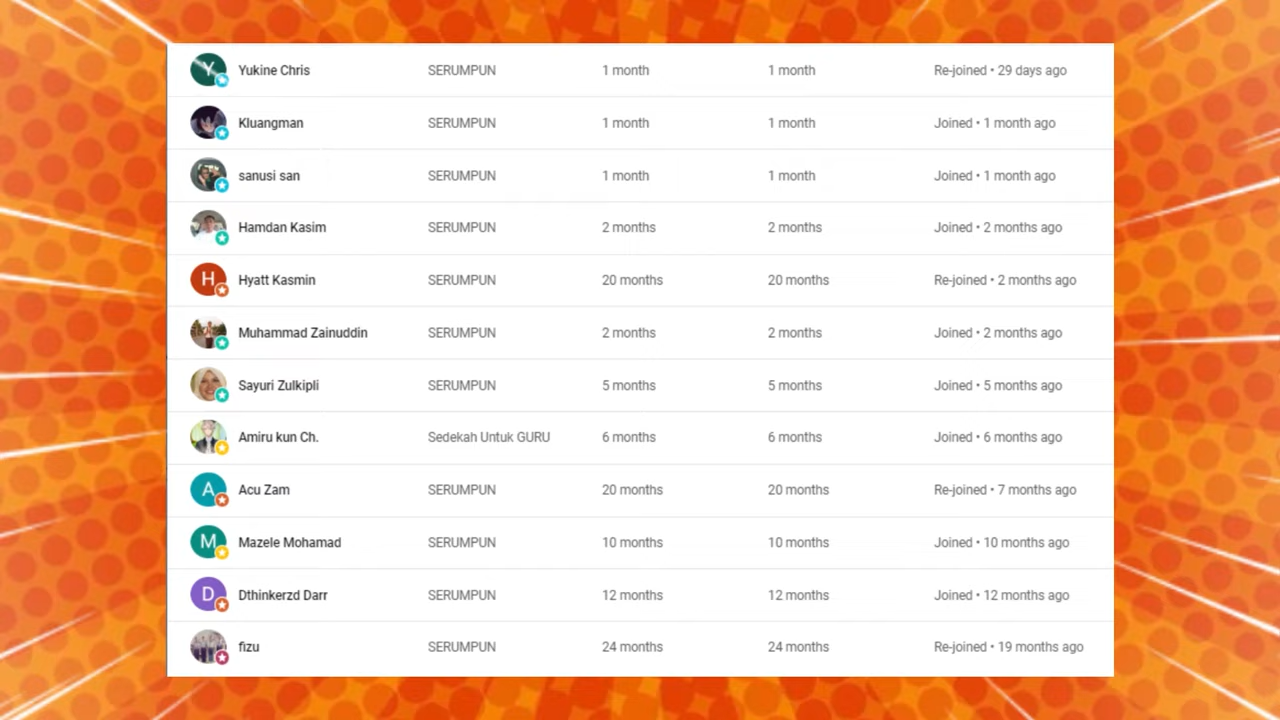 Y Yukine Chris SERUMPUN 1 month 1 month Re-joined • 29 days ago
Kluangman SERUMPUN 1 month 1 month Joined • 1 month ago
sanusi san SERUMPUN 1 month 1 month Joined • 1 month ago
Hamdan Kasim SERUMPUN 2 months 2 months Joined • 2 months ago
H Hyatt Kasmin SERUMPUN 20 months 20 months Re-joined • 2 months ago
Muhammad Zainuddin SERUMPUN 2 months 2 months Joined • 2 months ago
Sayuri Zulkipli SERUMPUN 5 months 5 months Joined • 5 months ago
Amiru kun Ch. Sedekah Untuk GURU 6 months 6 months Joined • 6 months ago
A Acu Zam SERUMPUN 20 months 20 months Re-joined • 7 months ago
M Mazele Mohamad SERUMPUN 10 months 10 months Joined • 10 months ago
D Dthinkerzd Darr SERUMPUN 12 months 12 months Joined • 12 months ago
fizu SERUMPUN 24 months 24 months Re-joined • 19 months ago